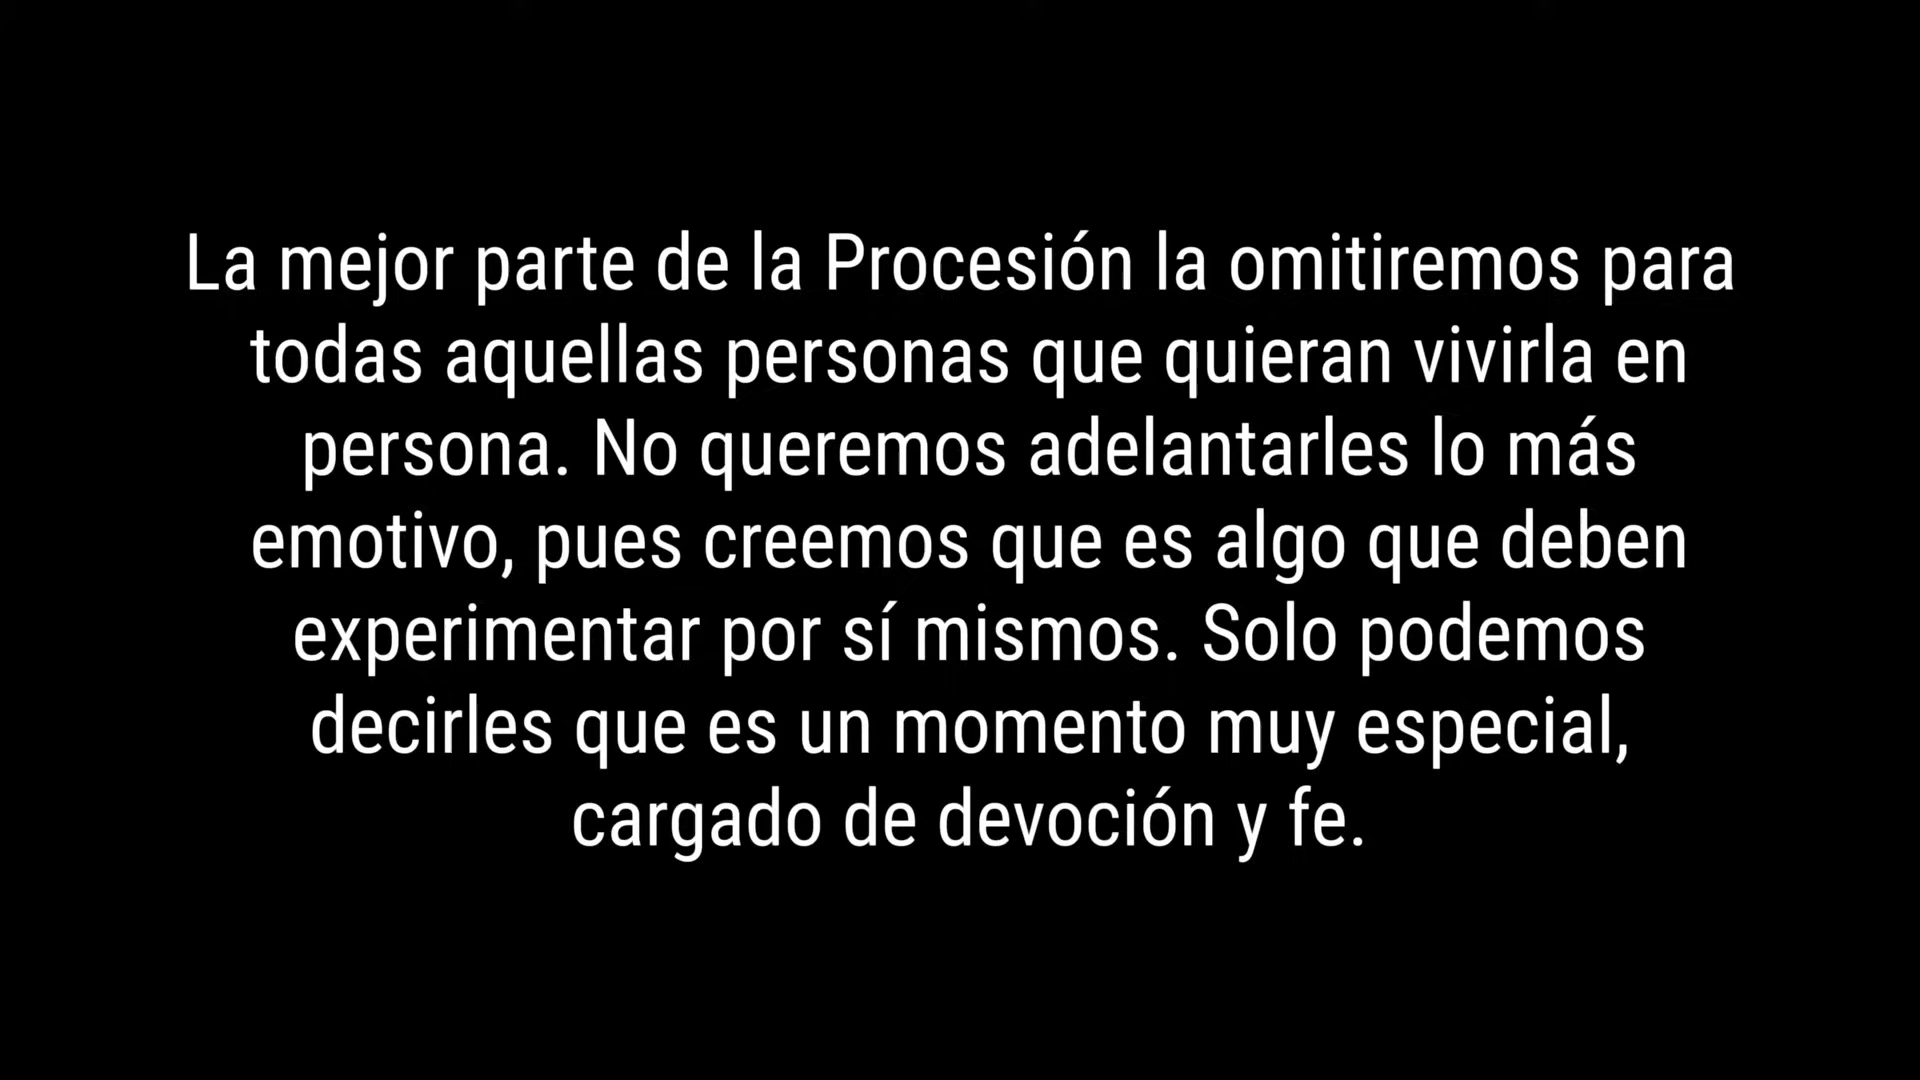 La mejor parte de la Procesión la omitiremos para
todas aquellas personas que quieran vivirla en
persona. No queremos adelantarles lo más
emotivo, pues creemos que es algo que deben
experimentar por sí mismos. Solo podemos
decirles que es un momento muy especial,
cargado de devoción y fe.